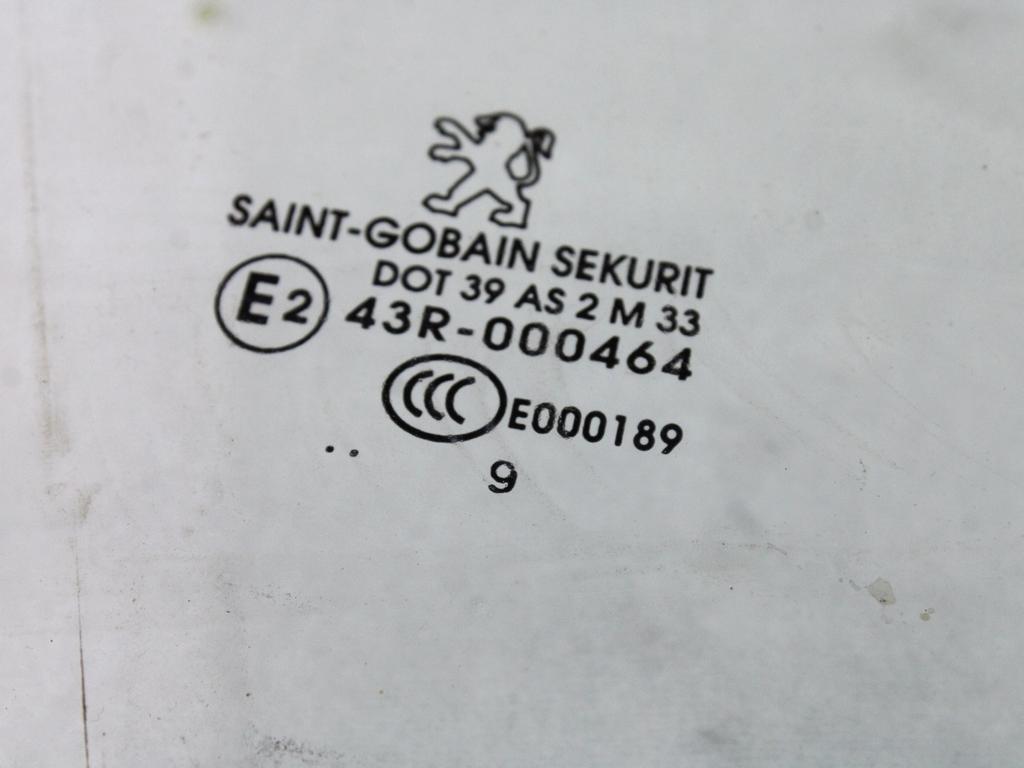 SAINT-GOBAIN SEKURIT
DOT 39 AS 2 M 33
E2 43R-000464
CCC E000189
.. 9